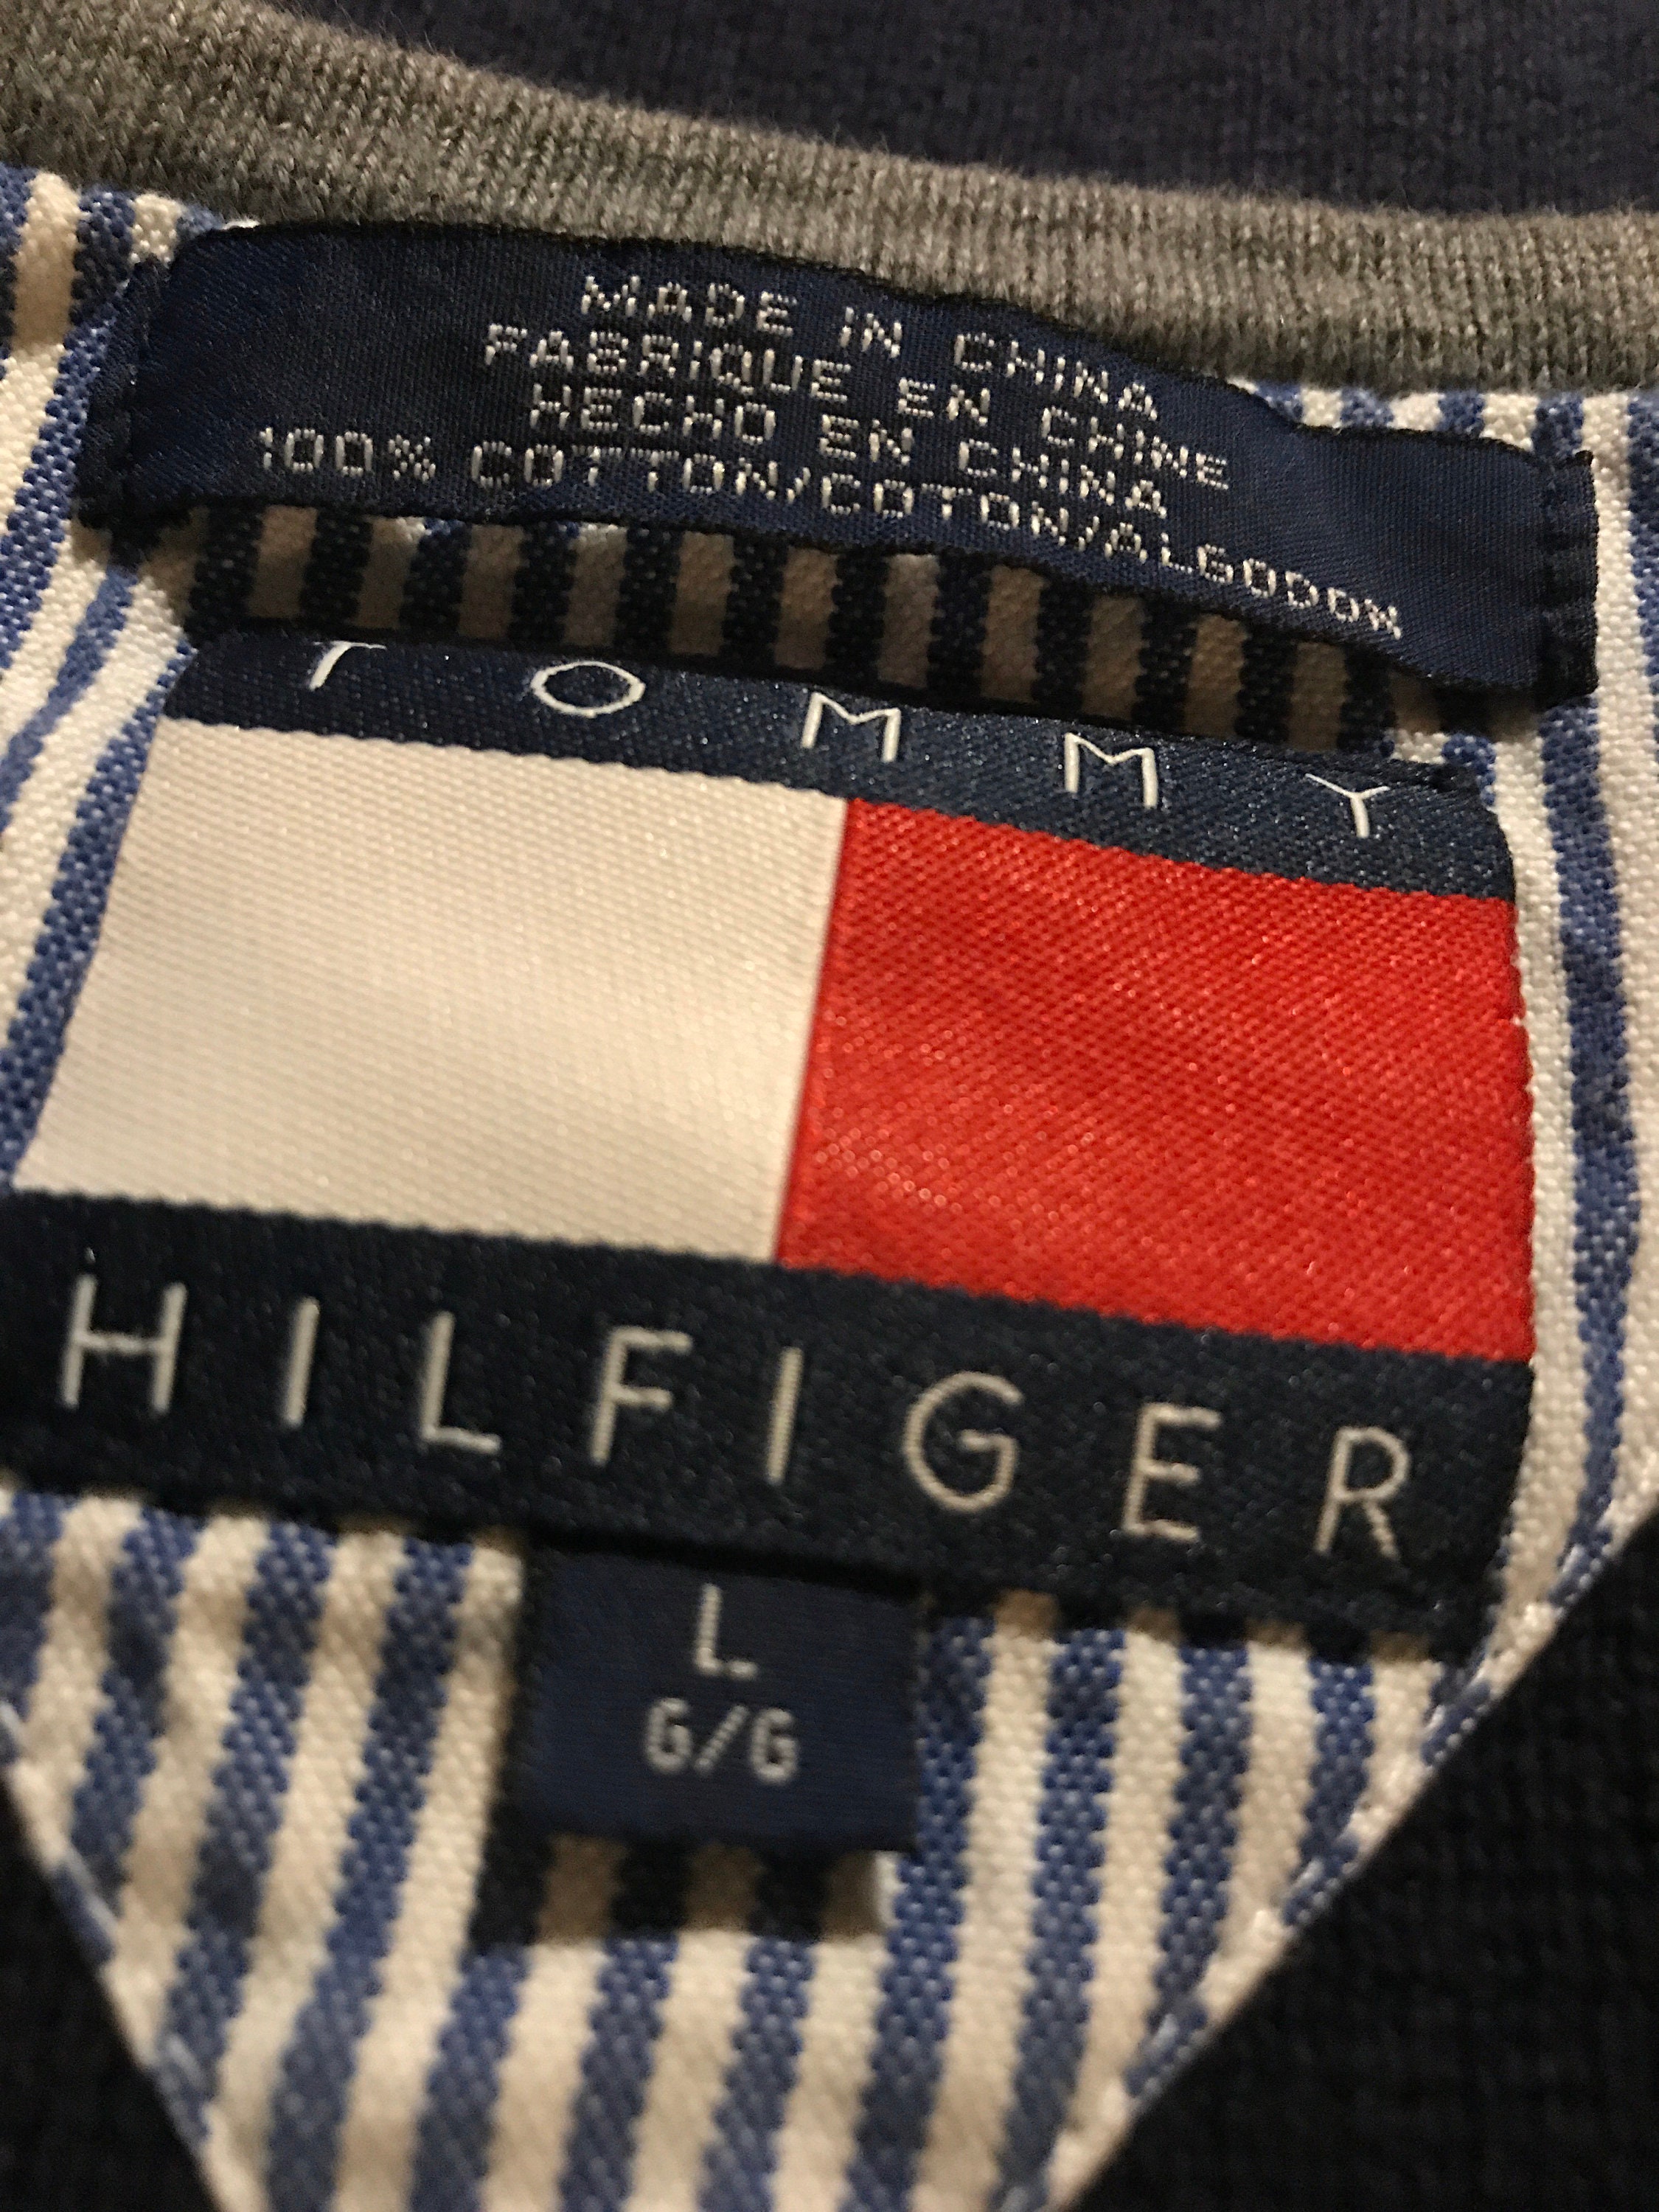 MADE IN CHINA
FABRIQUE EN CHINE
HECHO EN CHINA
100% COTTON/COTON/ALGODON
TOMMY
HILFIGER
L
G/G